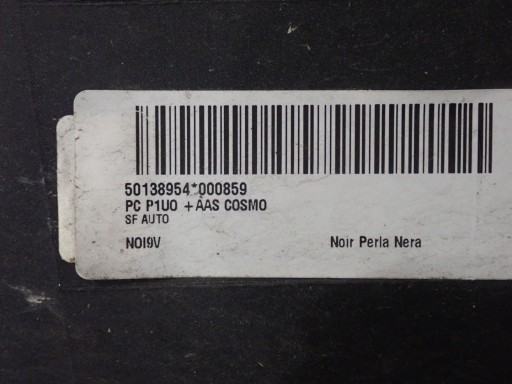 50138954*000859
PC P1UO +AAS COSMO
SF AUTO
NOI9V Noir Perla Nera